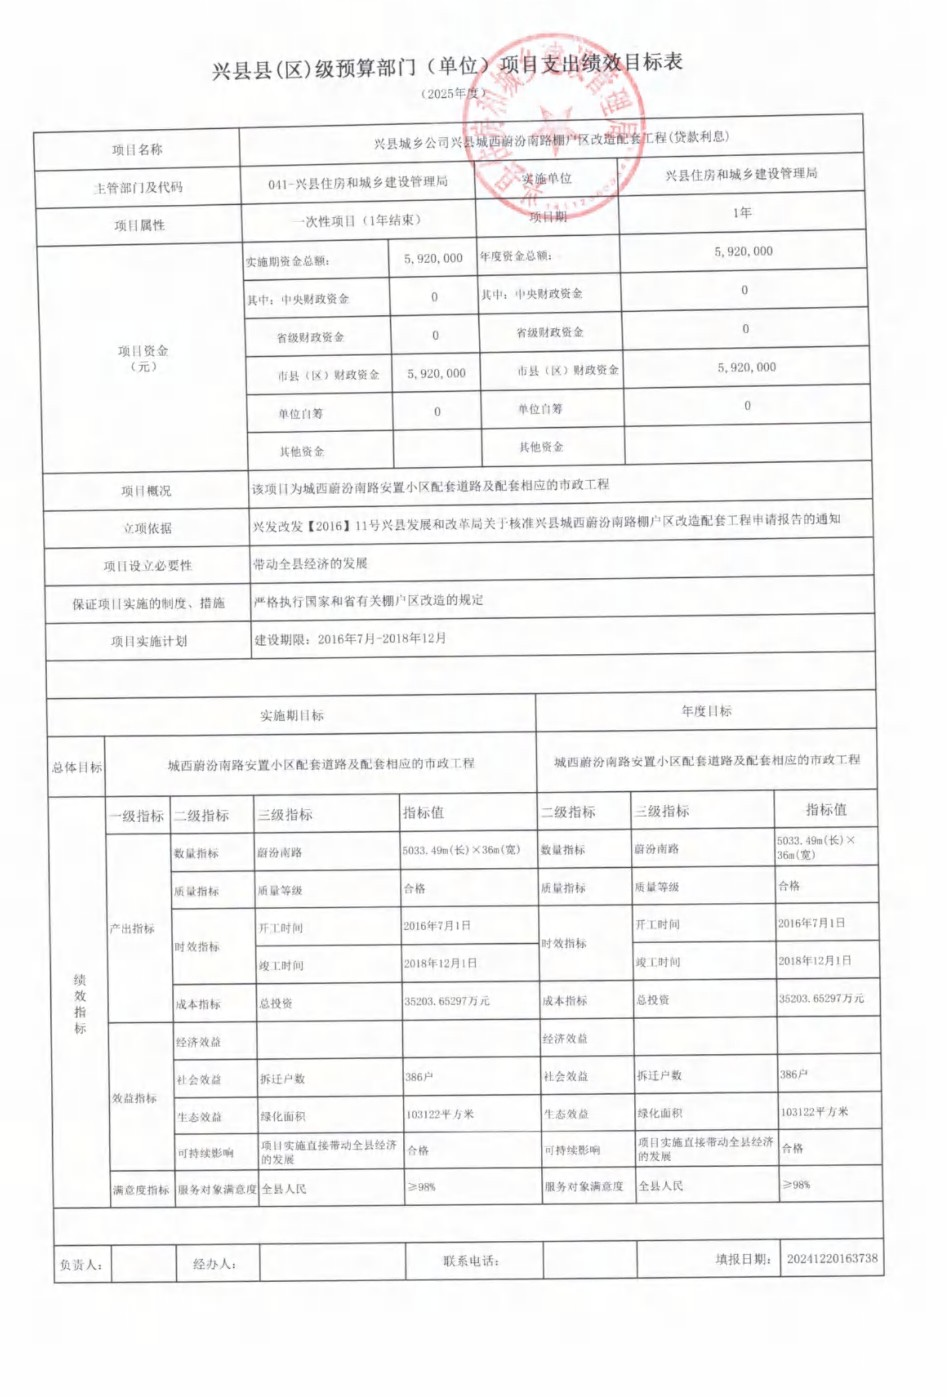 兴县县(区)级预算部门（单位）项目支出绩效目标表
（2025年度）
项目名称 兴县城乡公司兴县城西蔚汾南路棚户区改造配套工程(贷款利息)
主管部门及代码 041-兴县住房和城乡建设管理局 实施单位 兴县住房和城乡建设管理局
项目属性 一次性项目（1年结束） 项目期 1年
项目资金
（元）
实施期资金总额： 5,920,000 年度资金总额： 5,920,000
其中：中央财政资金 0 其中：中央财政资金 0
省级财政资金 0 省级财政资金 0
市县（区）财政资金 5,920,000 市县（区）财政资金 5,920,000
单位自筹 0 单位自筹 0
其他资金 其他资金
项目概况 该项目为城西蔚汾南路安置小区配套道路及配套相应的市政工程
立项依据 兴发改发【2016】11号兴县发展和改革局关于核准兴县城西蔚汾南路棚户区改造配套工程申请报告的通知
项目设立必要性 带动全县经济的发展
保证项目实施的制度、措施 严格执行国家和省有关棚户区改造的规定
项目实施计划 建设期限：2016年7月-2018年12月
实施期目标 年度目标
总体目标 城西蔚汾南路安置小区配套道路及配套相应的市政工程 城西蔚汾南路安置小区配套道路及配套相应的市政工程
绩效指标
一级指标 二级指标 三级指标 指标值 二级指标 三级指标 指标值
产出指标
数量指标 蔚汾南路 5033.49m(长)×36m(宽) 数量指标 蔚汾南路 5033.49m(长)×
36m(宽)
质量指标 质量等级 合格 质量指标 质量等级 合格
时效指标 开工时间 2016年7月1日 时效指标 开工时间 2016年7月1日
竣工时间 2018年12月1日 竣工时间 2018年12月1日
成本指标 总投资 35203.65297万元 成本指标 总投资 35203.65297万元
效益指标
经济效益 经济效益
社会效益 拆迁户数 386户 社会效益 拆迁户数 386户
生态效益 绿化面积 103122平方米 生态效益 绿化面积 103122平方米
可持续影响 项目实施直接带动全县经济
的发展 合格 可持续影响 项目实施直接带动全县经济
的发展 合格
满意度指标 服务对象满意度 全县人民 ≥98% 服务对象满意度 全县人民 ≥98%
负责人： 经办人： 联系电话： 填报日期： 20241220163738